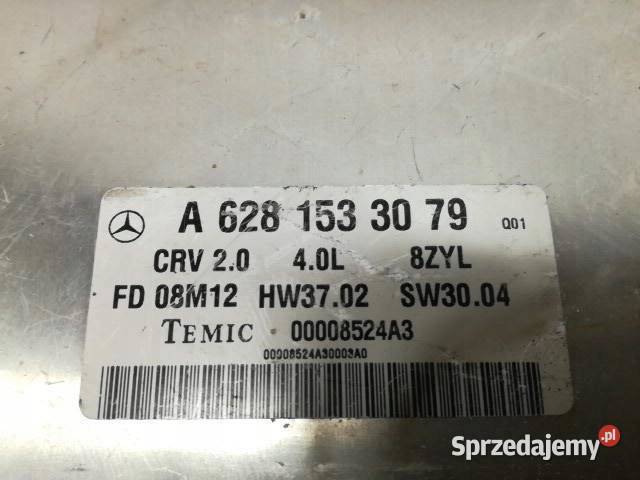 A 628 153 30 79 Q01
CRV 2.0 4.0L 8ZYL
FD 08M12 HW37.02 SW30.04
TEMIC 00008524A3
00008524A30003A0
Sprzedajemy.pl